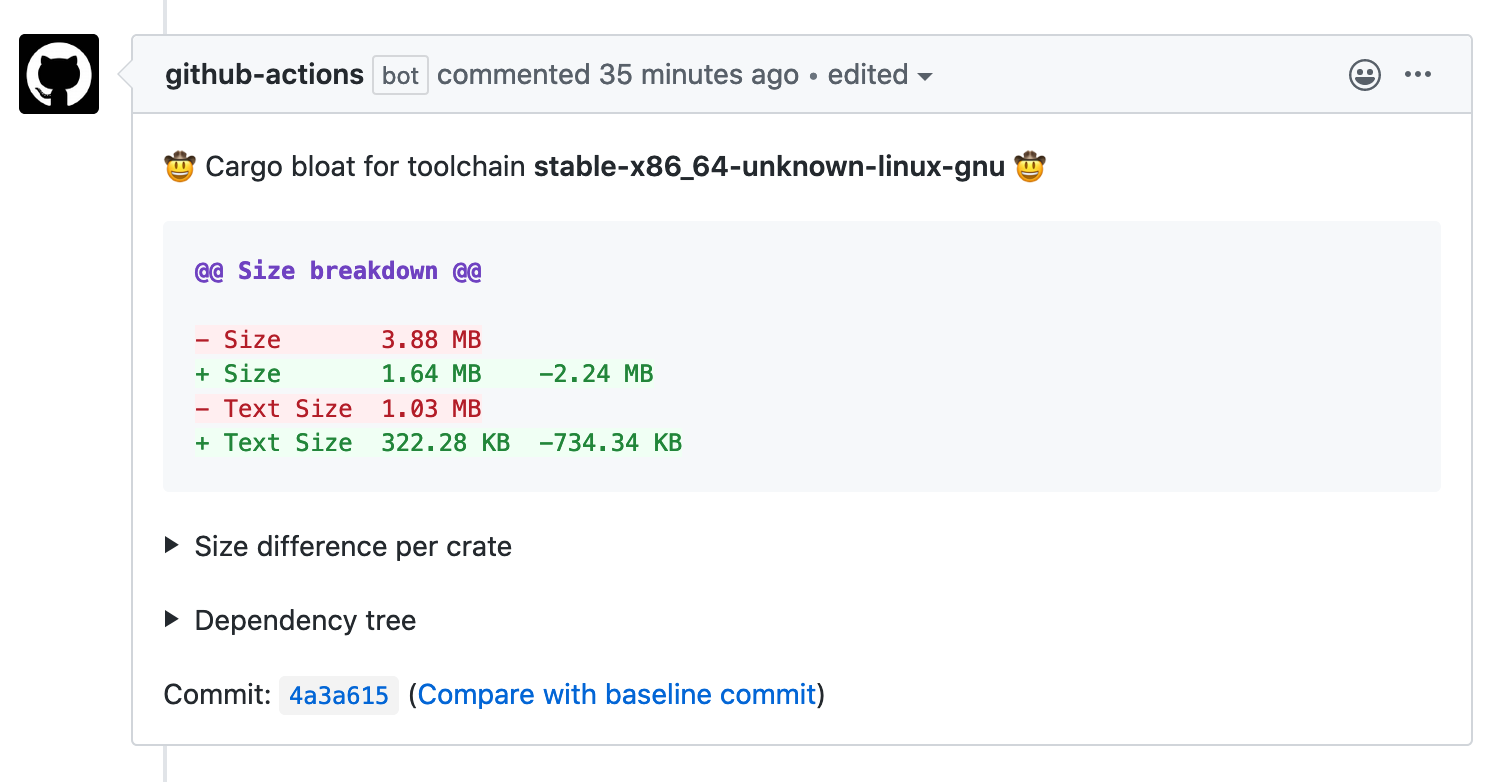 github-actions bot commented 35 minutes ago • edited
🤠 Cargo bloat for toolchain stable-x86_64-unknown-linux-gnu 🤠
@@ Size breakdown @@
- Size 3.88 MB
+ Size 1.64 MB -2.24 MB
- Text Size 1.03 MB
+ Text Size 322.28 KB -734.34 KB
Size difference per crate
Dependency tree
Commit: 4a3a615 (Compare with baseline commit)